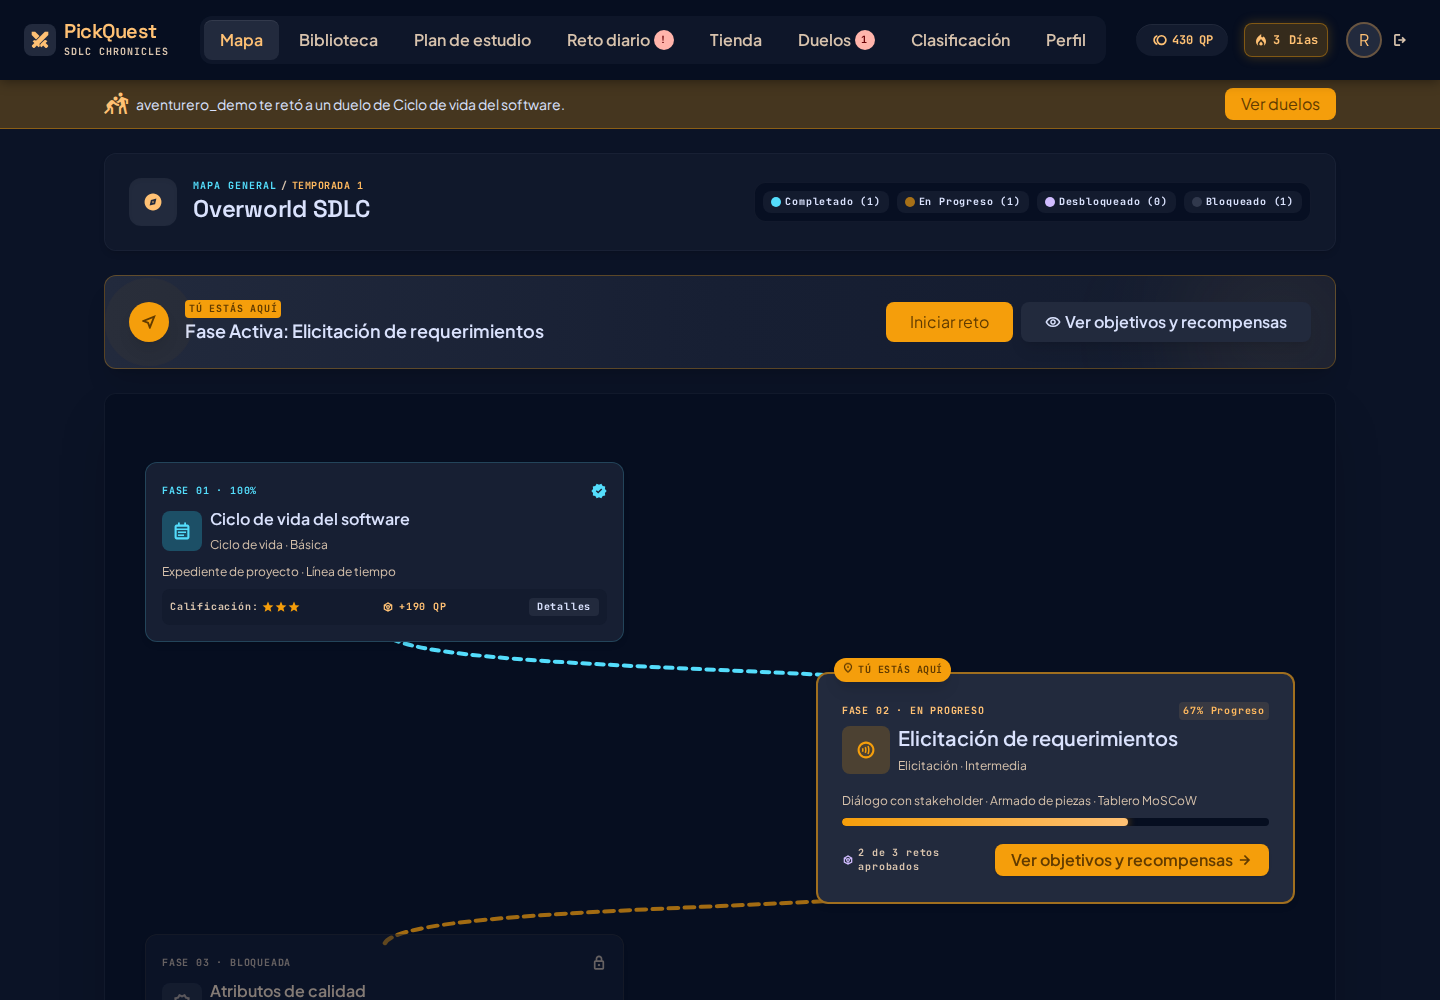 PickQuest
SDLC CHRONICLES
Mapa
Biblioteca
Plan de estudio
Reto diario !
Tienda
Duelos 1
Clasificación
Perfil
430 QP
3 Días
R
aventurero_demo te retó a un duelo de Ciclo de vida del software.
Ver duelos
MAPA GENERAL / TEMPORADA 1
Overworld SDLC
Completado (1)
En Progreso (1)
Desbloqueado (0)
Bloqueado (1)
TÚ ESTÁS AQUÍ
Fase Activa: Elicitación de requerimientos
Iniciar reto
Ver objetivos y recompensas
FASE 01 · 100%
Ciclo de vida del software
Ciclo de vida · Básica
Expediente de proyecto · Línea de tiempo
Calificación:
+190 QP
Detalles
TÚ ESTÁS AQUÍ
FASE 02 · EN PROGRESO
67% Progreso
Elicitación de requerimientos
Elicitación · Intermedia
Diálogo con stakeholder · Armado de piezas · Tablero MoSCoW
2 de 3 retos
aprobados
Ver objetivos y recompensas →
FASE 03 · BLOQUEADA
Atributos de calidad